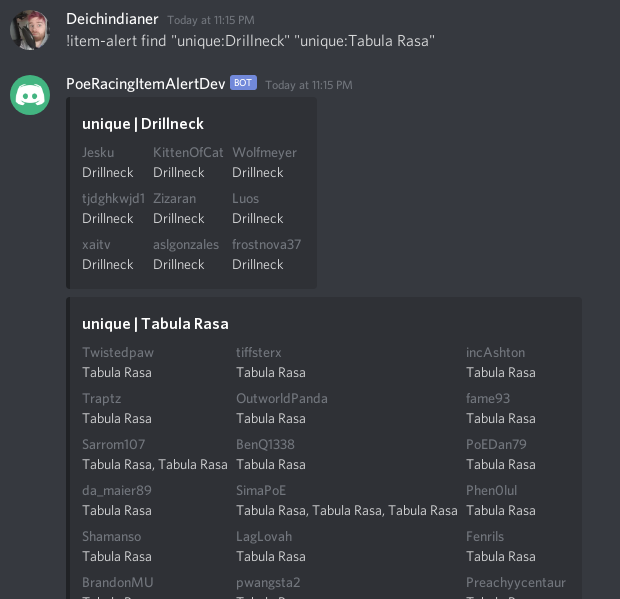 Deichindianer Today at 11:15 PM
!item-alert find "unique:Drillneck" "unique:Tabula Rasa"
PoeRacingItemAlertDev BOT Today at 11:15 PM
unique | Drillneck
Jesku KittenOfCat Wolfmeyer
Drillneck Drillneck Drillneck
tjdghkwjd1 Zizaran Luos
Drillneck Drillneck Drillneck
xaitv aslgonzales frostnova37
Drillneck Drillneck Drillneck
unique | Tabula Rasa
Twistedpaw tiffsterx incAshton
Tabula Rasa Tabula Rasa Tabula Rasa
Traptz OutworldPanda fame93
Tabula Rasa Tabula Rasa Tabula Rasa
Sarrom107 BenQ1338 PoEDan79
Tabula Rasa, Tabula Rasa Tabula Rasa Tabula Rasa
da_maier89 SimaPoE Phen0lul
Tabula Rasa Tabula Rasa, Tabula Rasa, Tabula Rasa Tabula Rasa
Shamanso LagLovah Fenrils
Tabula Rasa Tabula Rasa Tabula Rasa
BrandonMU pwangsta2 Preachyycentaur